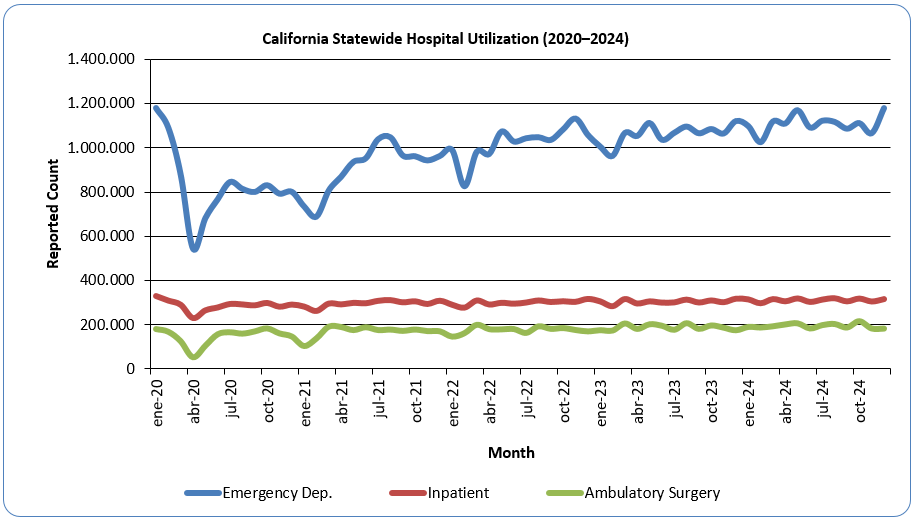 California Statewide Hospital Utilization (2020–2024)
1.400.000
1.200.000
1.000.000
800.000
600.000
400.000
200.000
0
Reported Count
ene-20
abr-20
jul-20
oct-20
ene-21
abr-21
jul-21
oct-21
ene-22
abr-22
jul-22
oct-22
ene-23
abr-23
jul-23
oct-23
ene-24
abr-24
jul-24
oct-24
Month
Emergency Dep.
Inpatient
Ambulatory Surgery